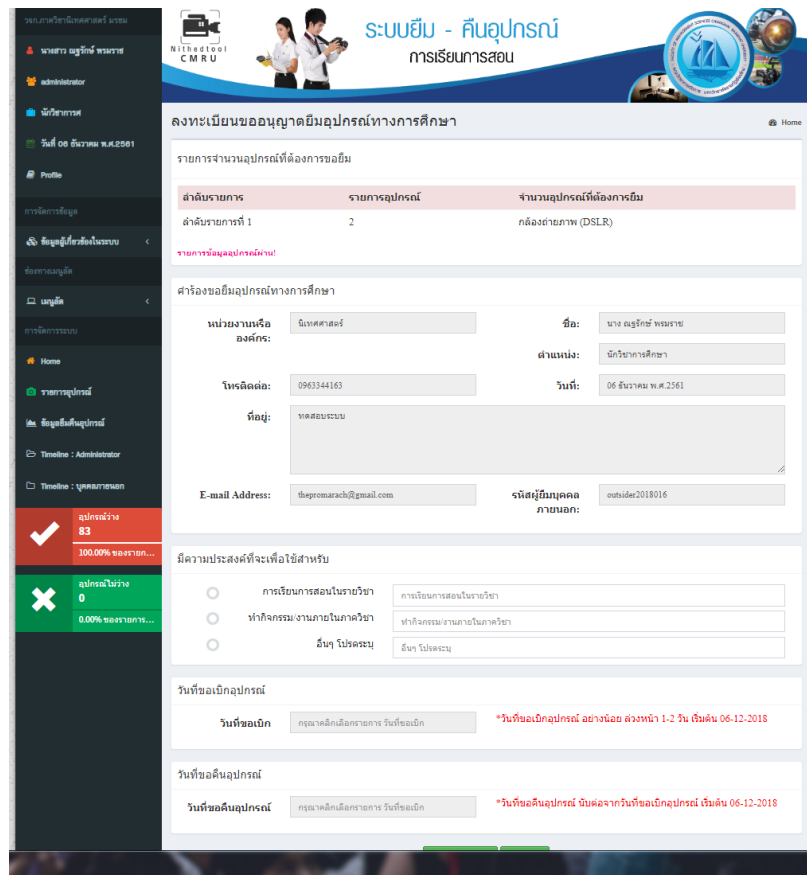 วจก.ภาควิชานิเทศศาสตร์ มรชม
นางสาว ณฐรักษ์ พรมราช
administrator
นักวิชาการศ
วันที่ 06 ธันวาคม พ.ศ.2561
Profile
การจัดการข้อมูล
ข้อมูลผู้เกี่ยวข้องในระบบ
ช่องทางเมนูลัด
เมนูลัด
การจัดการระบบ
Home
รายการอุปกรณ์
ข้อมูลยืมคืนอุปกรณ์
Timeline : Administrator
Timeline : บุคคลภายนอก
อุปกรณ์ว่าง
83
100.00% ของรายก...
อุปกรณ์ไม่ว่าง
0
0.00% ของรายการ...
Nithedtool
CMRU
ระบบยืม - คืนอุปกรณ์
การเรียนการสอน
ลงทะเบียนขออนุญาตยืมอุปกรณ์ทางการศึกษา
Home
รายการจำนวนอุปกรณ์ที่ต้องการขอยืม
ลำดับรายการ รายการอุปกรณ์ จำนวนอุปกรณ์ที่ต้องการยืม
ลำดับรายการที่ 1 2 กล้องถ่ายภาพ (DSLR)
รายการข้อมูลอุปกรณ์ผ่าน!
คำร้องขอยืมอุปกรณ์ทางการศึกษา
หน่วยงานหรือ นิเทศศาสตร์ ชื่อ: นาง ณฐรักษ์ พรมราช
องค์กร:
ตำแหน่ง: นักวิชาการศึกษา
โทรติดต่อ: 0963344163 วันที่: 06 ธันวาคม พ.ศ.2561
ที่อยู่: ทดสอบระบบ
E-mail Address: thepromarach@gmail.com รหัสผู้ยืมบุคคล outsider2018016
ภายนอก:
มีความประสงค์ที่จะเพื่อใช้สำหรับ
การเรียนการสอนในรายวิชา การเรียนการสอนในรายวิชา
ทำกิจกรรม/งานภายในภาควิชา ทำกิจกรรม/งานภายในภาควิชา
อื่นๆ โปรดระบุ อื่นๆ โปรดระบุ
วันที่ขอเบิกอุปกรณ์
วันที่ขอเบิก กรุณาคลิกเลือกรายการ วันที่ขอเบิก *วันที่ขอเบิกอุปกรณ์ อย่างน้อย ล่วงหน้า 1-2 วัน เริ่มต้น 06-12-2018
วันที่ขอคืนอุปกรณ์
วันที่ขอคืนอุปกรณ์ กรุณาคลิกเลือกรายการ วันที่ขอเบิก *วันที่ขอคืนอุปกรณ์ นับต่อจากวันที่ขอเบิกอุปกรณ์ เริ่มต้น 06-12-2018